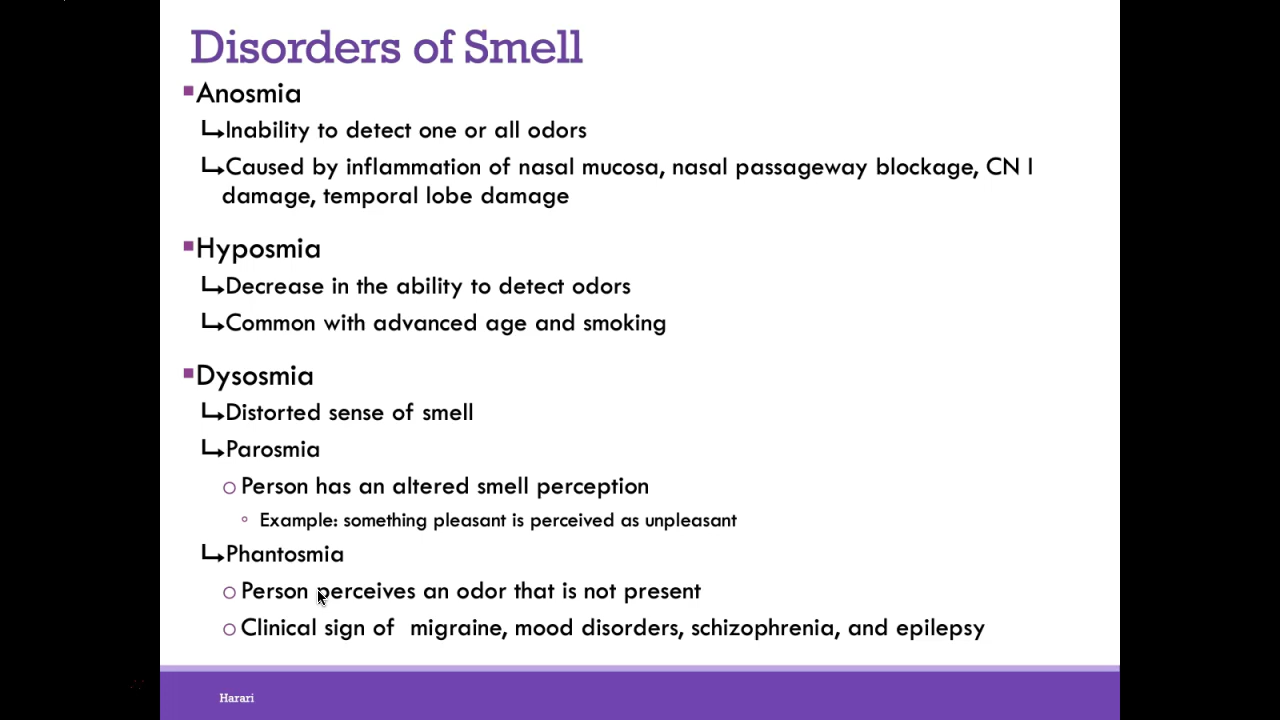 Disorders of Smell
▪Anosmia
↳Inability to detect one or all odors
↳Caused by inflammation of nasal mucosa, nasal passageway blockage, CN I
damage, temporal lobe damage
▪Hyposmia
↳Decrease in the ability to detect odors
↳Common with advanced age and smoking
▪Dysosmia
↳Distorted sense of smell
↳Parosmia
○Person has an altered smell perception
◦Example: something pleasant is perceived as unpleasant
↳Phantosmia
○Person perceives an odor that is not present
○Clinical sign of  migraine, mood disorders, schizophrenia, and epilepsy
Harari